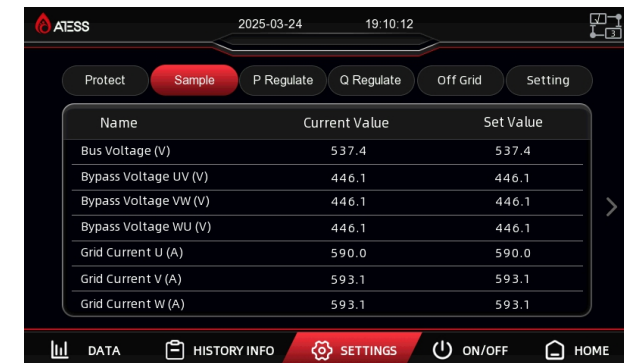 ATESS 2025-03-24 19:10:12
3
Protect Sample P Regulate Q Regulate Off Grid Setting
Name Current Value Set Value
Bus Voltage (V) 537.4 537.4
Bypass Voltage UV (V) 446.1 446.1
Bypass Voltage VW (V) 446.1 446.1
Bypass Voltage WU (V) 446.1 446.1
Grid Current U (A) 590.0 590.0
Grid Current V (A) 593.1 593.1
Grid Current W (A) 593.1 593.1
DATA HISTORY INFO SETTINGS ON/OFF HOME